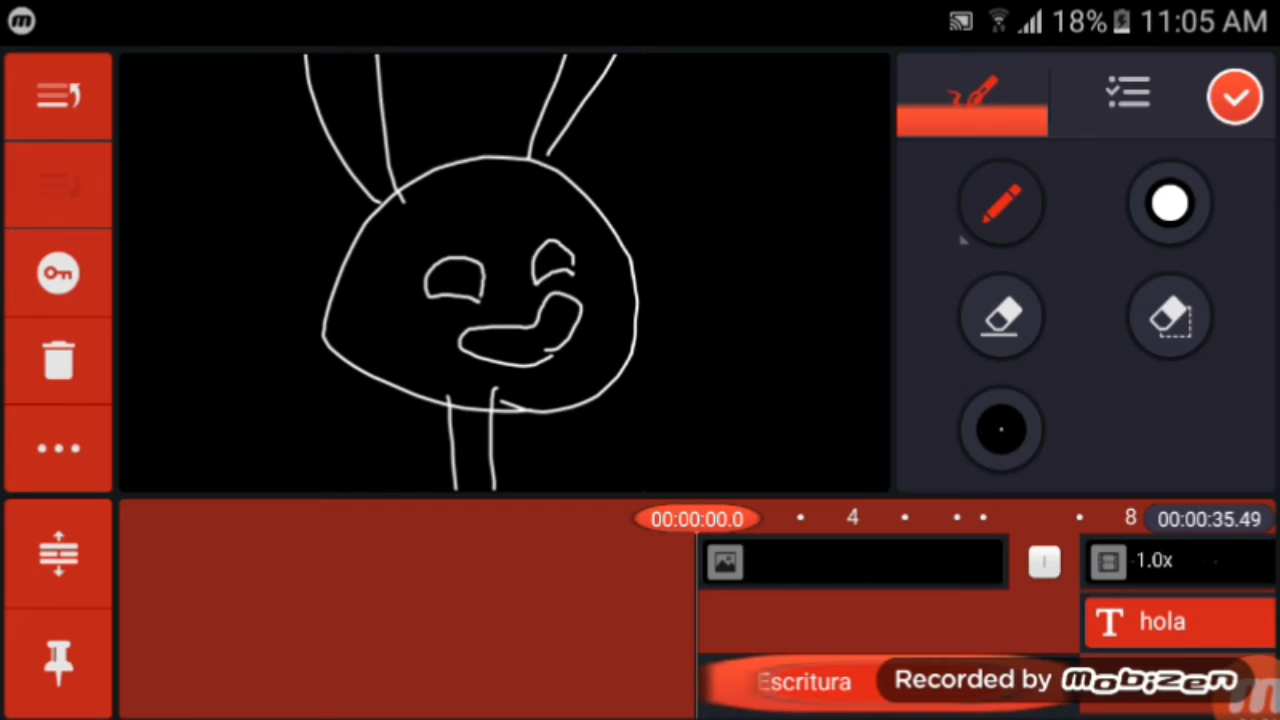 18% 11:05 AM
00:00:00.0 4 8 00:00:35.49
1.0x
T hola
Escritura
Recorded by mobizen